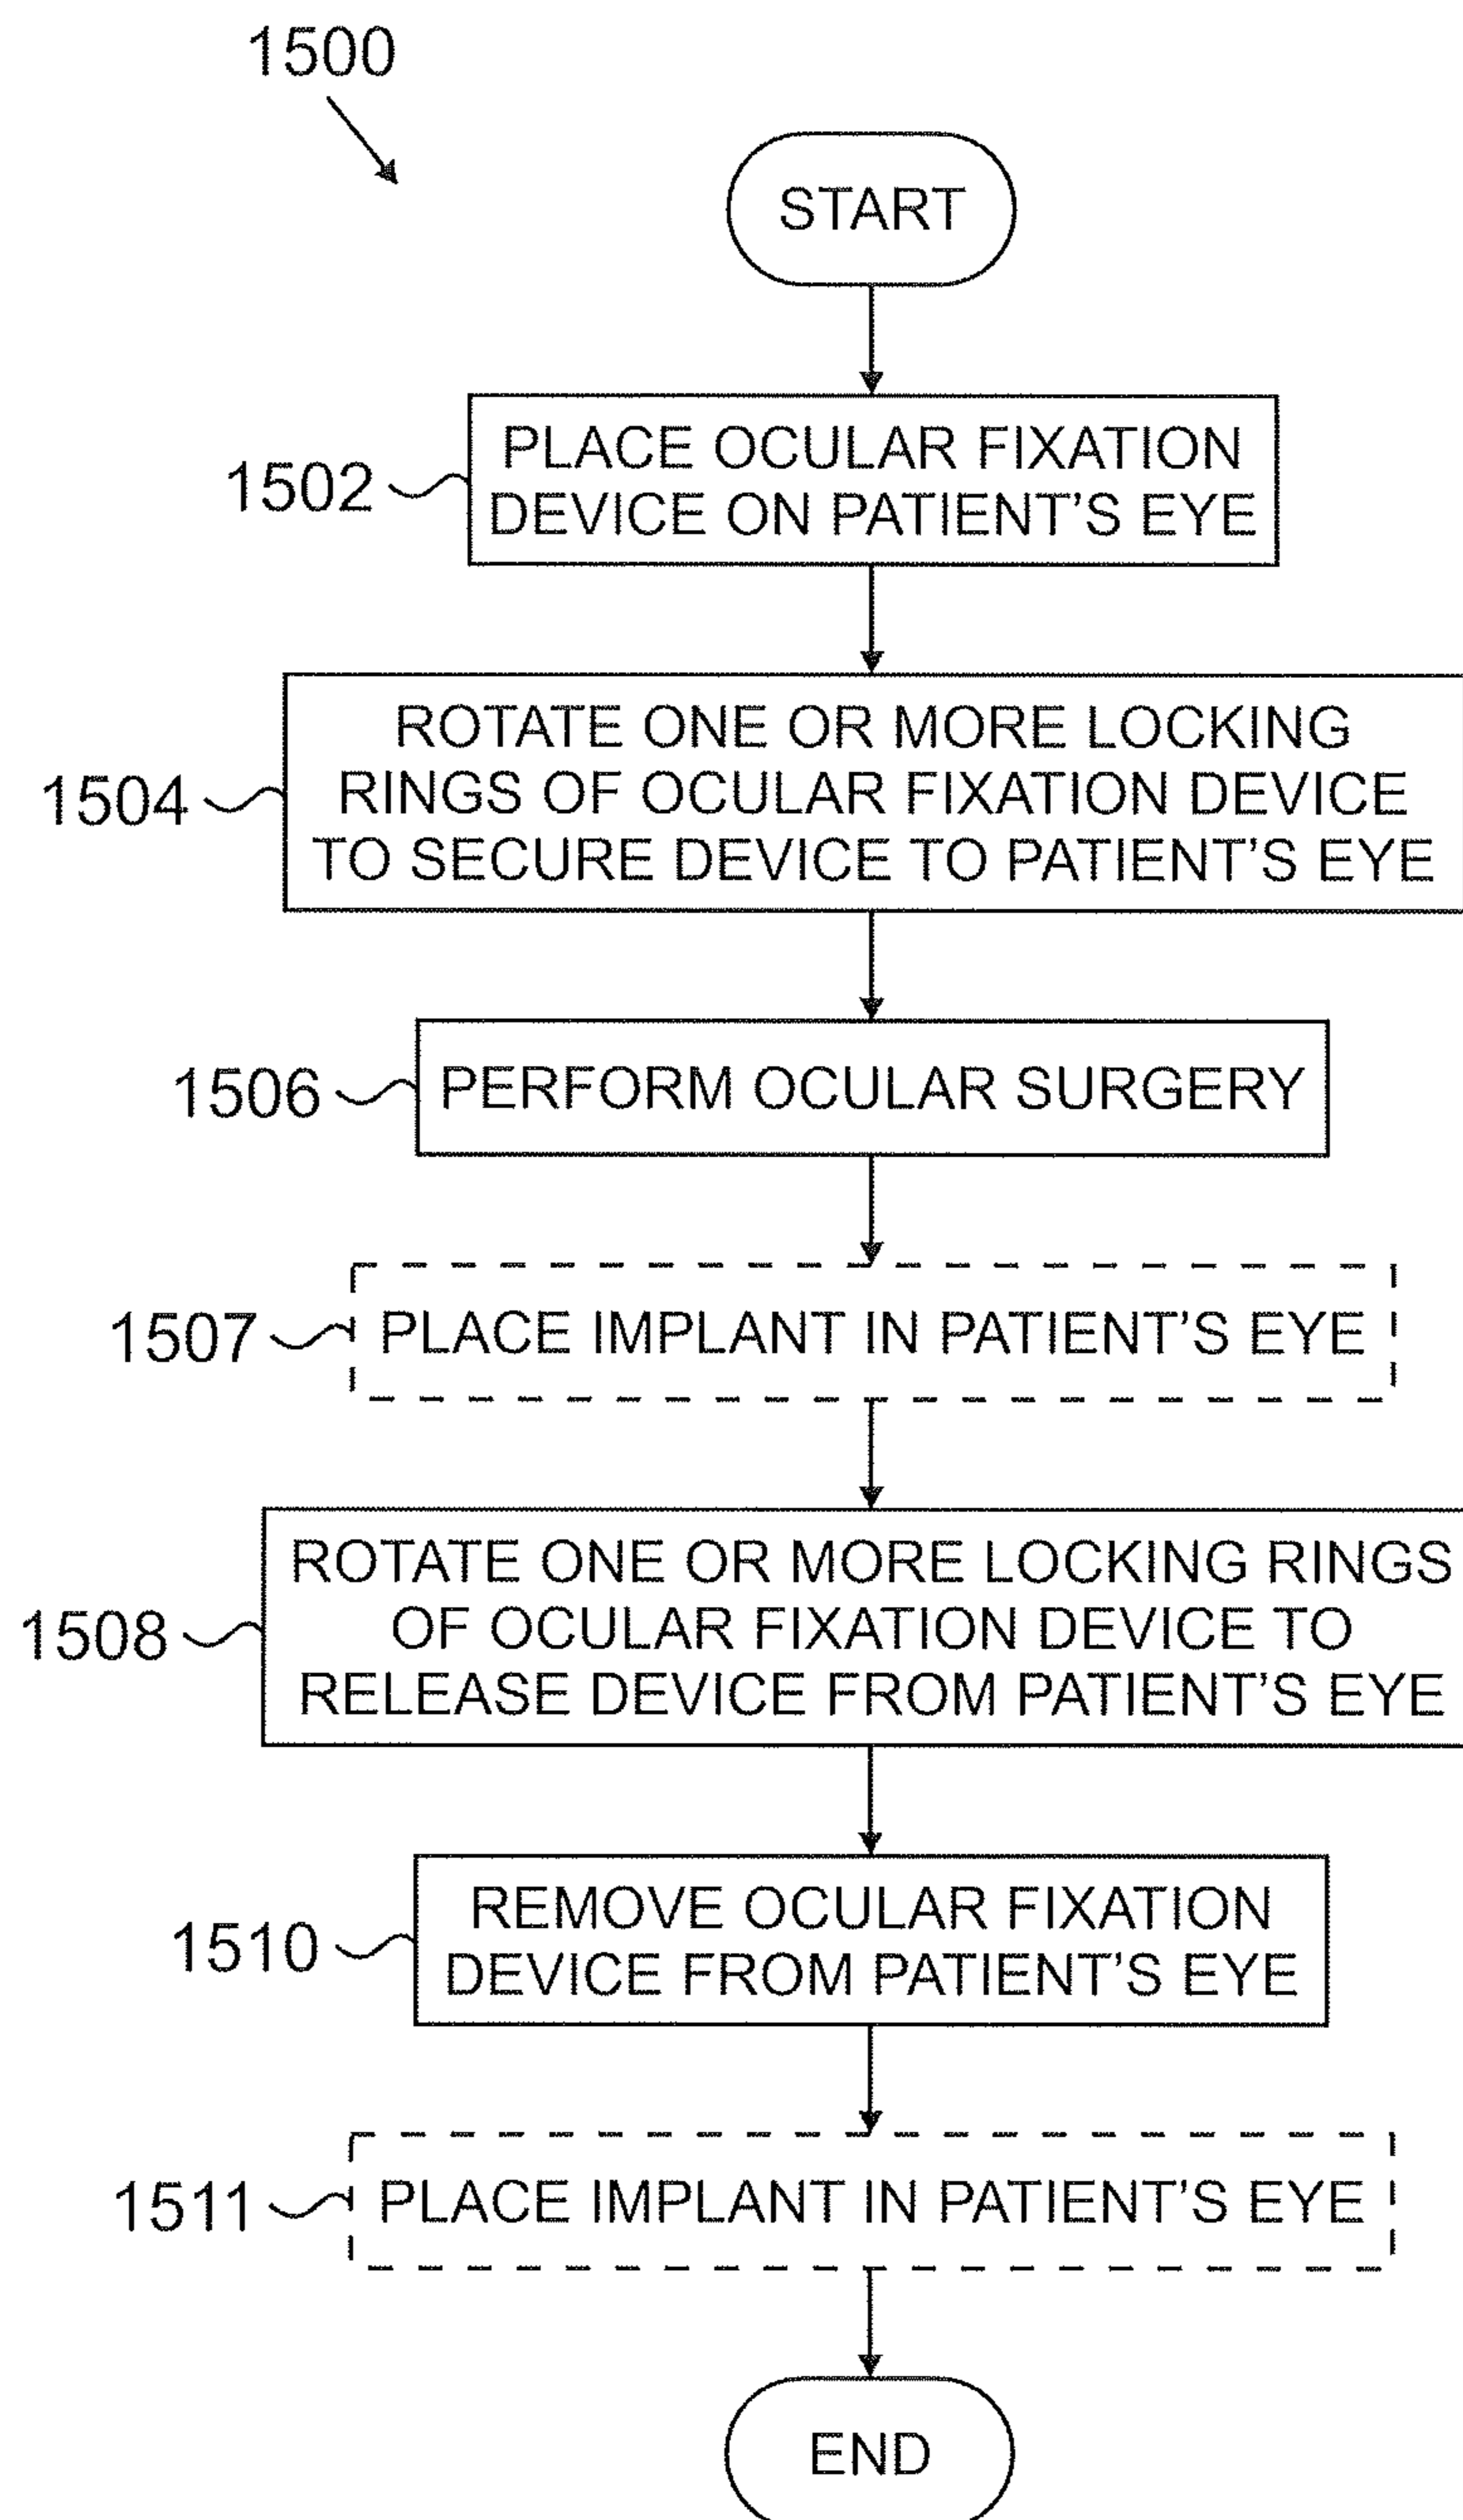 1500
START
1502
PLACE OCULAR FIXATION
DEVICE ON PATIENT'S EYE
1504
ROTATE ONE OR MORE LOCKING
RINGS OF OCULAR FIXATION DEVICE
TO SECURE DEVICE TO PATIENT'S EYE
1506
PERFORM OCULAR SURGERY
1507
PLACE IMPLANT IN PATIENT'S EYE
1508
ROTATE ONE OR MORE LOCKING RINGS
OF OCULAR FIXATION DEVICE TO
RELEASE DEVICE FROM PATIENT'S EYE
1510
REMOVE OCULAR FIXATION
DEVICE FROM PATIENT'S EYE
1511
PLACE IMPLANT IN PATIENT'S EYE
END